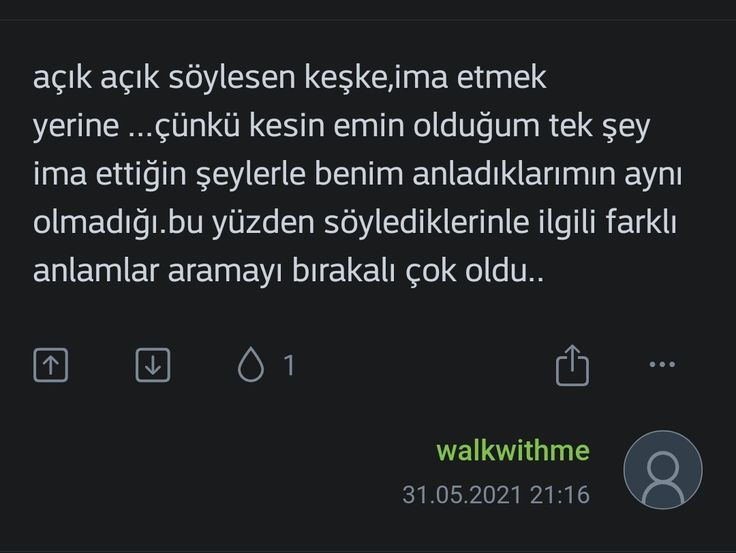 açık açık söylesen keşke,ima etmek
yerine ...çünkü kesin emin olduğum tek şey
ima ettiğin şeylerle benim anladıklarımın aynı
olmadığı.bu yüzden söylediklerinle ilgili farklı
anlamlar aramayı bırakalı çok oldu..
1
walkwithme
31.05.2021 21:16